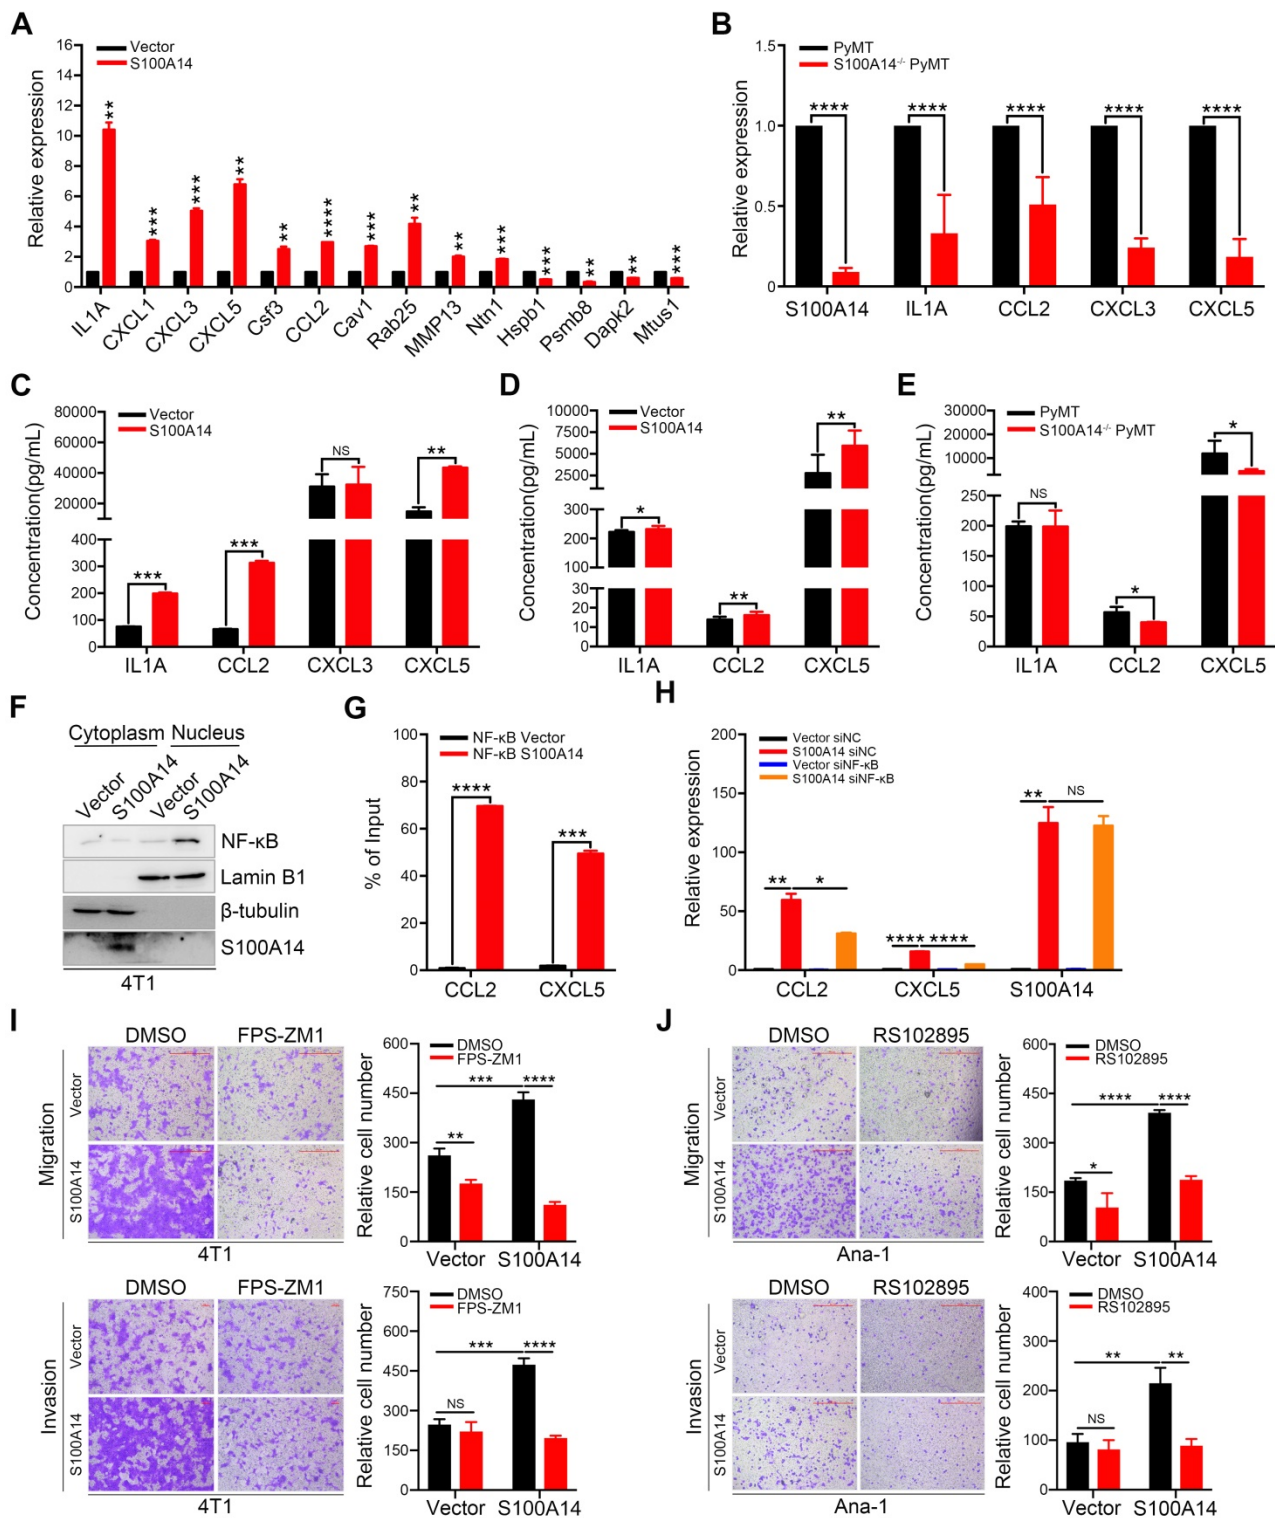 A
Vector
S100A14
Relative expression
16
14
12
10
8
6
4
2
0
**
***
***
**
**
****
***
**
**
***
***
**
**
***
IL1A
CXCL1
CXCL3
CXCL5
Csf3
CCL2
Cav1
Rab25
MMP13
Ntn1
Hspb1
Psmb8
Dapk2
Mtus1
B
PyMT
S100A14-/- PyMT
Relative expression
1.5
1.0
0.5
0
**** **** **** **** ****
S100A14 IL1A CCL2 CXCL3 CXCL5
C
Vector
S100A14
Concentration(pg/mL)
80000
60000
40000
20000
400
300
200
100
0
*** *** NS **
IL1A CCL2 CXCL3 CXCL5
D
Vector
S100A14
Concentration(pg/mL)
10000
7500
5000
2500
300
200
100
30
20
10
0
* ** **
IL1A CCL2 CXCL5
E
PyMT
S100A14-/- PyMT
Concentration(pg/mL)
30000
20000
10000
200
150
100
50
0
NS * *
IL1A CCL2 CXCL5
F
Cytoplasm Nucleus
Vector
S100A14
Vector
S100A14
NF-κB
Lamin B1
β-tubulin
S100A14
4T1
G
NF-κB Vector
NF-κB S100A14
% of Input
100
80
60
40
20
0
**** ***
CCL2 CXCL5
H
Vector siNC
S100A14 siNC
Vector siNF-κB
S100A14 siNF-κB
Relative expression
200
150
100
50
0
** * **** **** ** NS
CCL2 CXCL5 S100A14
I
DMSO FPS-ZM1
Migration
Vector
S100A14
4T1
DMSO
FPS-ZM1
Relative cell number
600
450
300
150
0
** *** ****
Vector S100A14
DMSO FPS-ZM1
Invasion
Vector
S100A14
4T1
DMSO
FPS-ZM1
Relative cell number
750
600
450
300
150
0
NS *** ****
Vector S100A14
J
DMSO RS102895
Migration
Vector
S100A14
Ana-1
DMSO
RS102895
Relative cell number
600
450
300
150
0
* **** ****
Vector S100A14
DMSO RS102895
Invasion
Vector
S100A14
Ana-1
DMSO
RS102895
Relative cell number
400
300
200
100
0
NS ** **
Vector S100A14